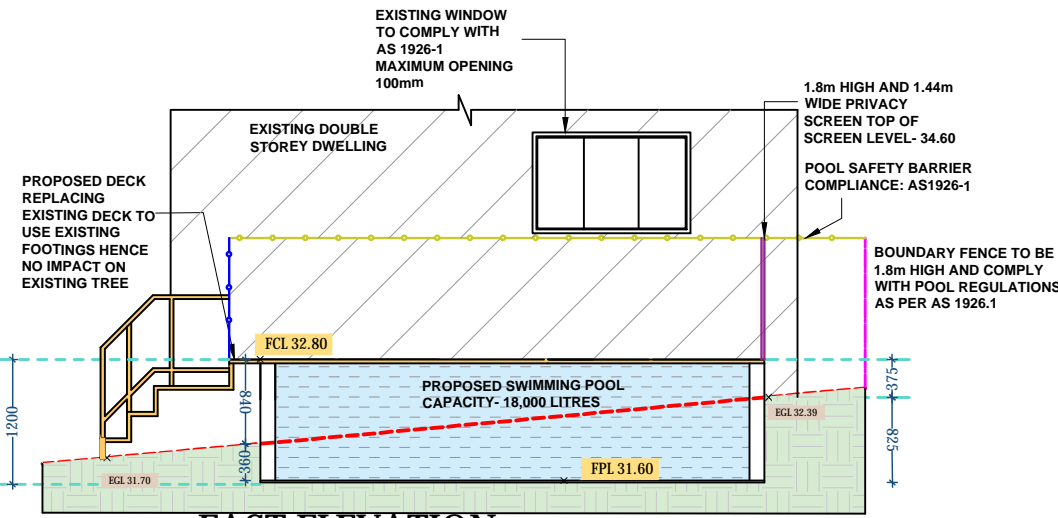 EXISTING WINDOW
TO COMPLY WITH
AS 1926-1
MAXIMUM OPENING
100mm
1.8m HIGH AND 1.44m
WIDE PRIVACY
SCREEN TOP OF
SCREEN LEVEL- 34.60
EXISTING DOUBLE
STOREY DWELLING
POOL SAFETY BARRIER
COMPLIANCE: AS1926-1
PROPOSED DECK
REPLACING
EXISTING DECK TO
USE EXISTING
FOOTINGS HENCE
NO IMPACT ON
EXISTING TREE
BOUNDARY FENCE TO BE
1.8m HIGH AND COMPLY
WITH POOL REGULATIONS
AS PER AS 1926.1
FCL 32.80
PROPOSED SWIMMING POOL
CAPACITY- 18,000 LITRES
1200
840
360
375
825
EGL 32.39
EGL 31.70
FPL 31.60
EAST ELEVATION